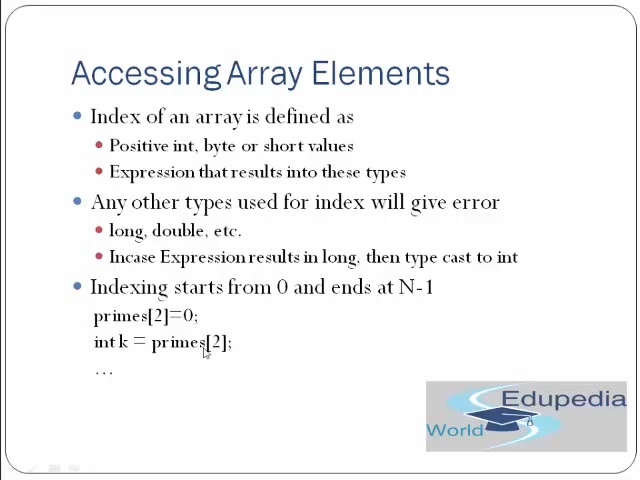 Accessing Array Elements
Index of an array is defined as
Positive int, byte or short values
Expression that results into these types
Any other types used for index will give error
long, double, etc.
Incase Expression results in long, then type cast to int
Indexing starts from 0 and ends at N-1
primes[2]=0;
int k = primes[2];
…
Edupedia
World